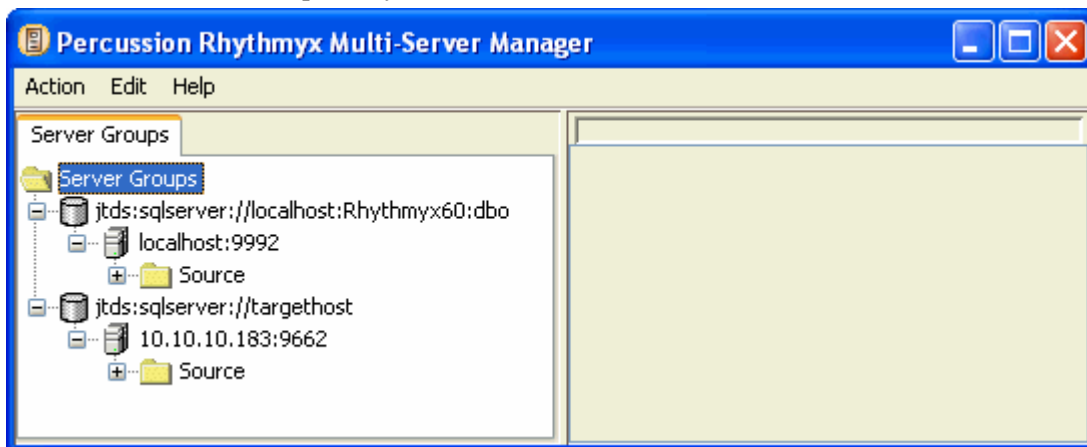 Percussion Rhythmyx Multi-Server Manager
Action Edit Help
Server Groups
Server Groups
jtds:sqlserver://localhost:Rhythmyx60:dbo
localhost:9992
Source
jtds:sqlserver://targethost
10.10.10.183:9662
Source